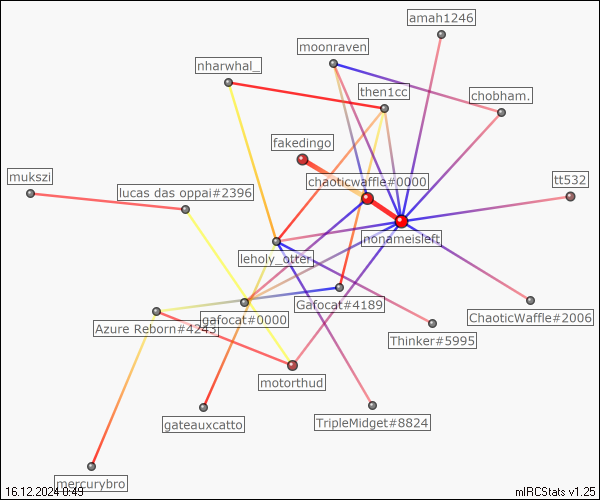 amah1246
moonraven
nharwhal_
then1cc
chobham.
fakedingo
mukszi
lucas das oppai#2396
chaoticwaffle#0000
tt532
nonameisleft
leholy_otter
Gafocat#4189
ChaoticWaffle#2006
gafocat#0000
Azure Reborn#4243
Thinker#5995
motorthud
gateauxcatto
TripleMidget#8824
mercurybro
16.12.2024 0:49
mIRCStats v1.25